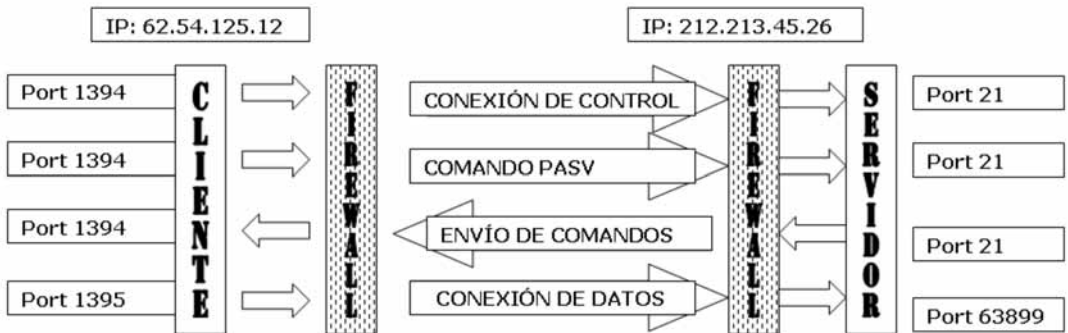 IP: 62.54.125.12
IP: 212.213.45.26
Port 1394
CLIENTE
FIREWALL
CONEXIÓN DE CONTROL
FIREWALL
SERVIDOR
Port 21
Port 1394
COMANDO PASV
Port 21
Port 1394
ENVÍO DE COMANDOS
Port 21
Port 1395
CONEXIÓN DE DATOS
Port 63899